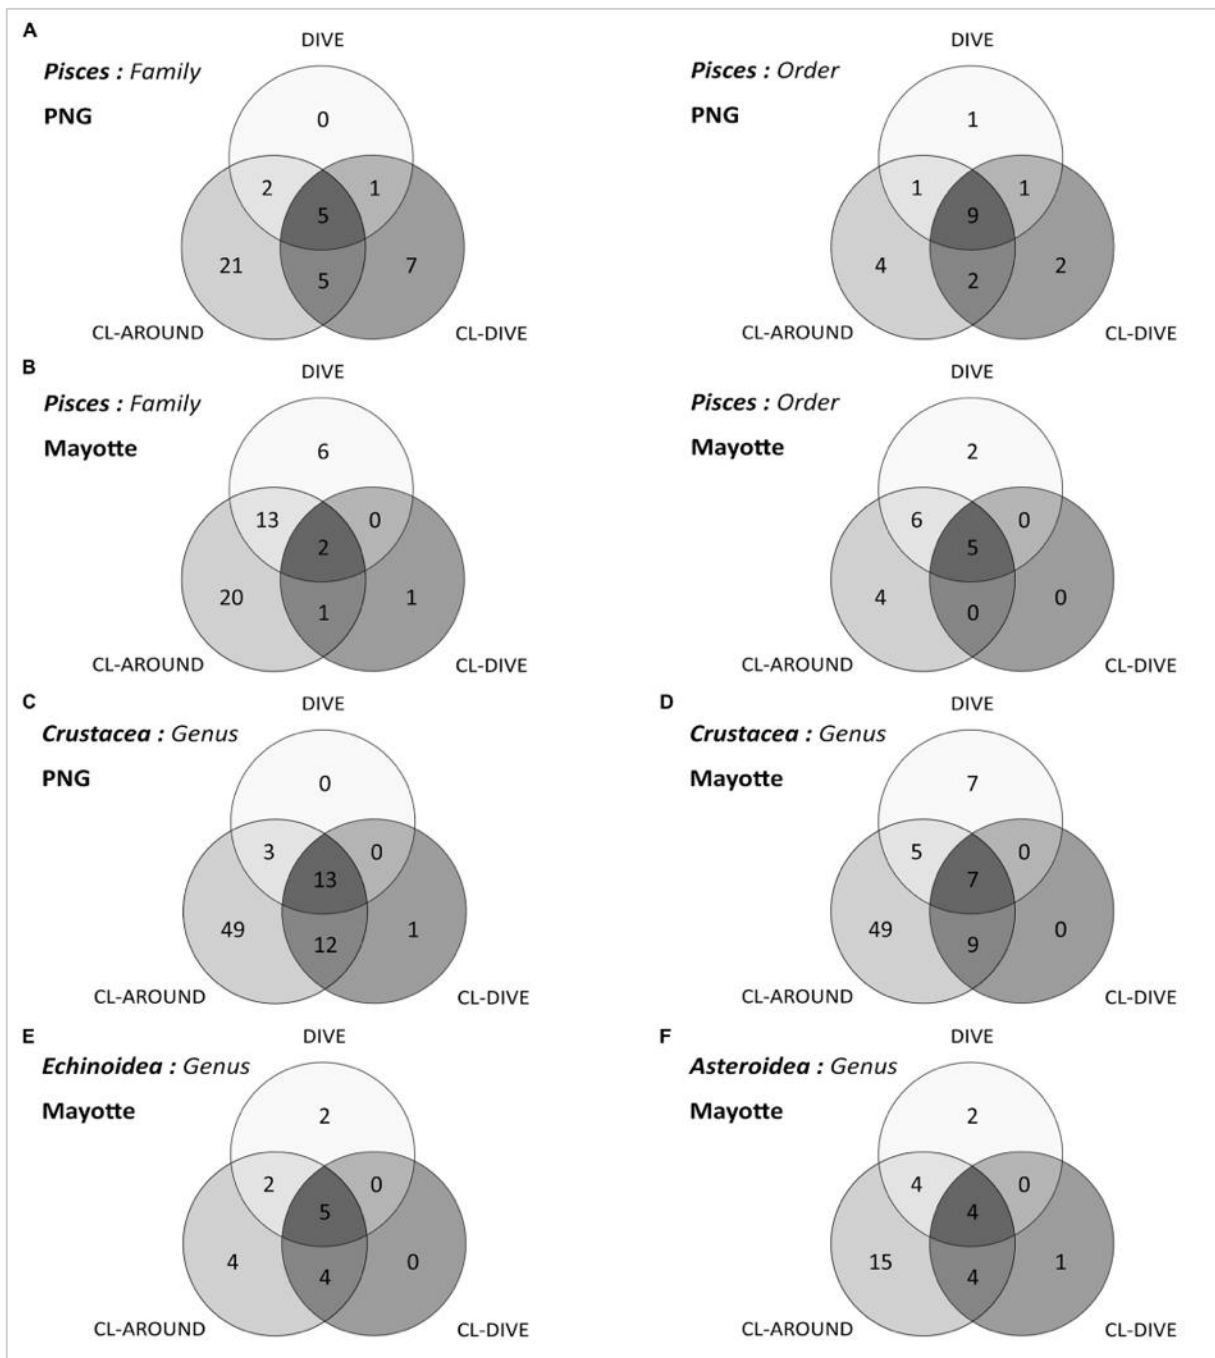 A
DIVE
Pisces : Family
PNG
0
2
1
5
21
5
7
CL-AROUND
CL-DIVE
DIVE
Pisces : Order
PNG
1
1
1
9
4
2
2
CL-AROUND
CL-DIVE
B
DIVE
Pisces : Family
Mayotte
6
13
0
2
20
1
1
CL-AROUND
CL-DIVE
DIVE
Pisces : Order
Mayotte
2
6
0
5
4
0
0
CL-AROUND
CL-DIVE
C
DIVE
Crustacea : Genus
PNG
0
3
0
13
49
12
1
CL-AROUND
CL-DIVE
D
DIVE
Crustacea : Genus
Mayotte
7
5
0
7
49
9
0
CL-AROUND
CL-DIVE
E
DIVE
Echinoidea : Genus
Mayotte
2
2
0
5
4
4
0
CL-AROUND
CL-DIVE
F
DIVE
Asteroidea : Genus
Mayotte
2
4
0
4
15
4
1
CL-AROUND
CL-DIVE